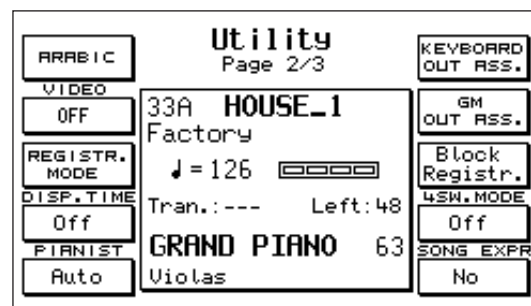 Utility
Page 2/3
ARABIC
VIDEO
OFF
REGISTR.
MODE
DISP.TIME
Off
PIANIST
Auto
33A HOUSE_1
Factory
♩=126
Tran.:--- Left:48
GRAND PIANO 63
Violas
KEYBOARD
OUT ASS.
GM
OUT ASS.
Block
Registr.
4SW.MODE
Off
SONG EXPR
No